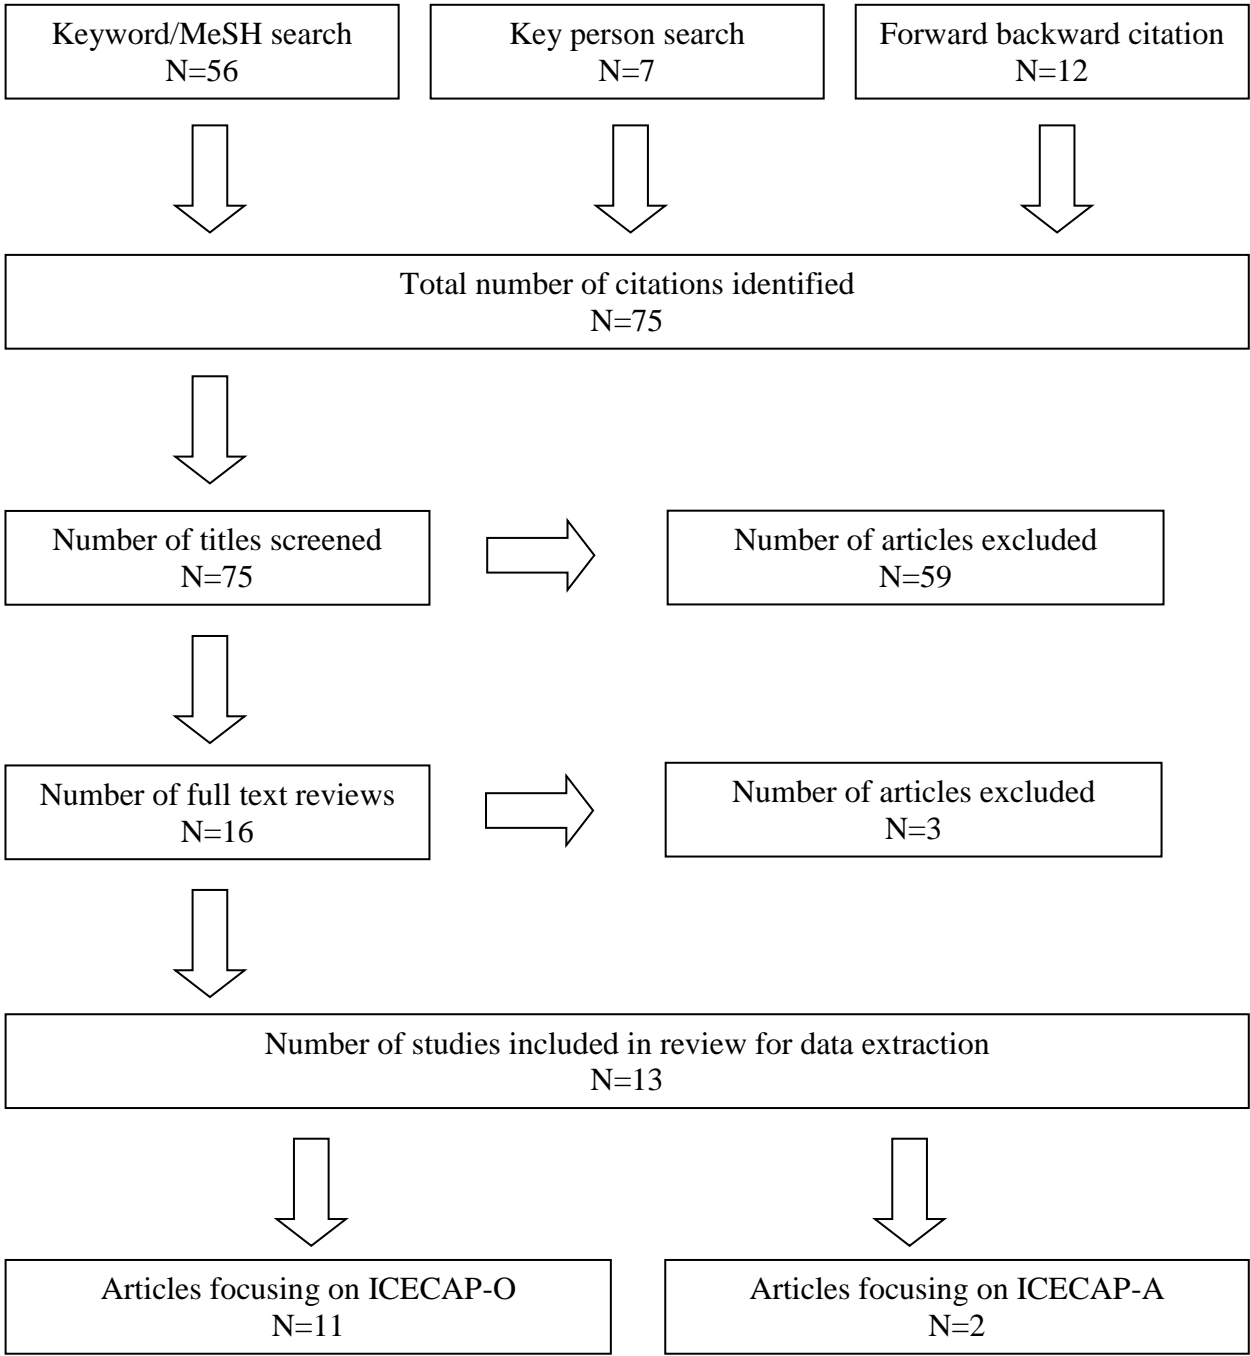 Keyword/MeSH search
N=56
Key person search
N=7
Forward backward citation
N=12
Total number of citations identified
N=75
Number of titles screened
N=75
Number of articles excluded
N=59
Number of full text reviews
N=16
Number of articles excluded
N=3
Number of studies included in review for data extraction
N=13
Articles focusing on ICECAP-O
N=11
Articles focusing on ICECAP-A
N=2